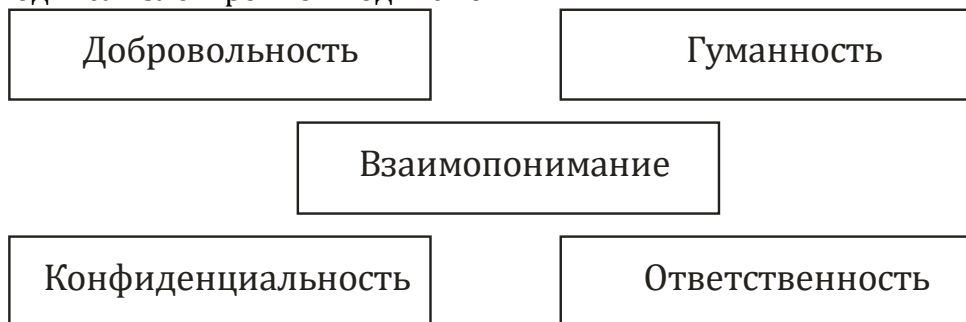 Добровольность
Гуманность
Взаимопонимание
Конфиденциальность
Ответственность